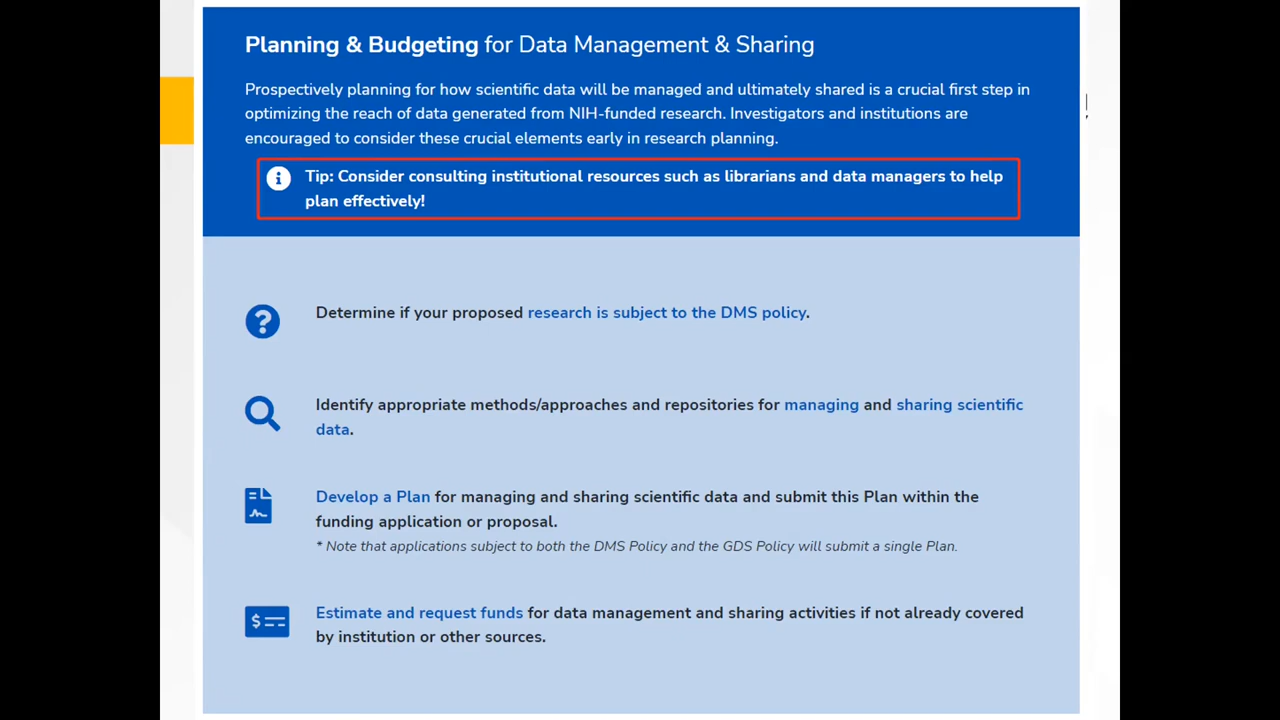 Planning & Budgeting for Data Management & Sharing
Prospectively planning for how scientific data will be managed and ultimately shared is a crucial first step in
optimizing the reach of data generated from NIH-funded research. Investigators and institutions are
encouraged to consider these crucial elements early in research planning.
Tip: Consider consulting institutional resources such as librarians and data managers to help
plan effectively!
Determine if your proposed research is subject to the DMS policy.
Identify appropriate methods/approaches and repositories for managing and sharing scientific
data.
Develop a Plan for managing and sharing scientific data and submit this Plan within the
funding application or proposal.
* Note that applications subject to both the DMS Policy and the GDS Policy will submit a single Plan.
Estimate and request funds for data management and sharing activities if not already covered
by institution or other sources.